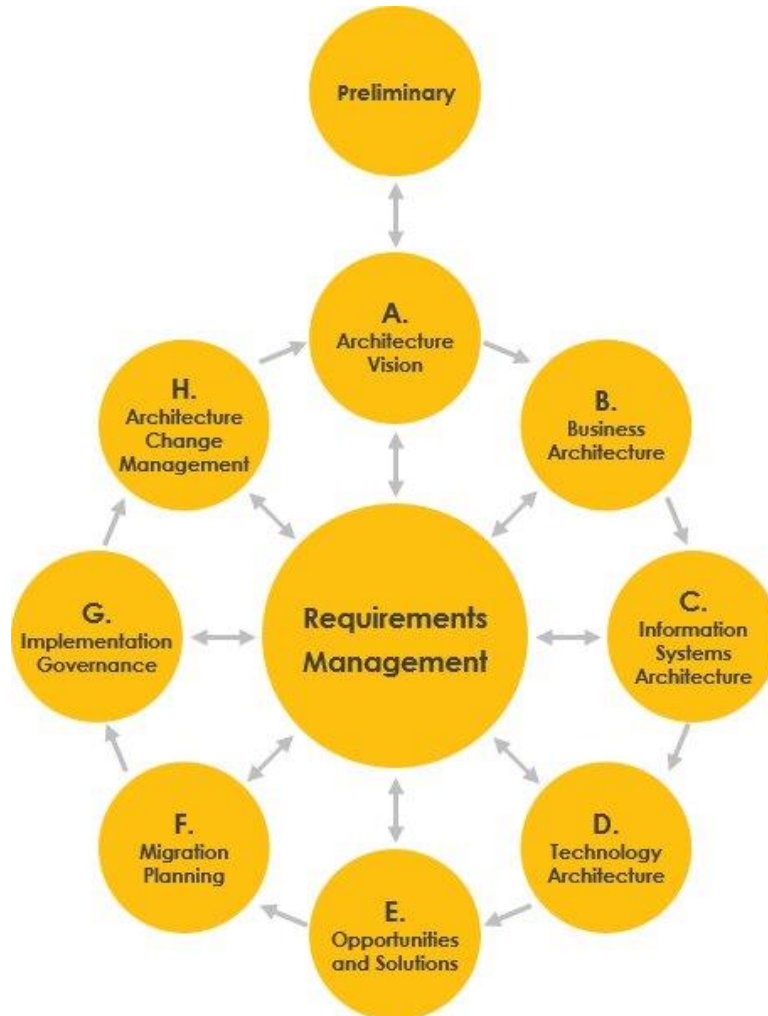 Preliminary
A.
Architecture
Vision
B.
Business
Architecture
C.
Information
Systems
Architecture
D.
Technology
Architecture
E.
Opportunities
and Solutions
F.
Migration
Planning
G.
Implementation
Governance
H.
Architecture
Change
Management
Requirements
Management